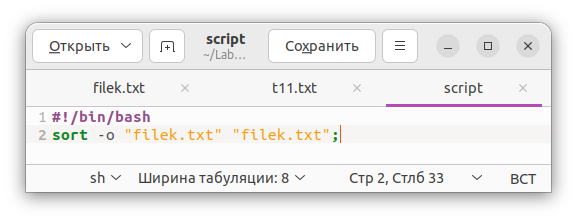 Открыть
script
~/Lab…
Сохранить
filek.txt
t11.txt
script
1 #!/bin/bash
2 sort -o "filek.txt" "filek.txt";
sh
Ширина табуляции: 8
Стр 2, Стлб 33
ВСТ